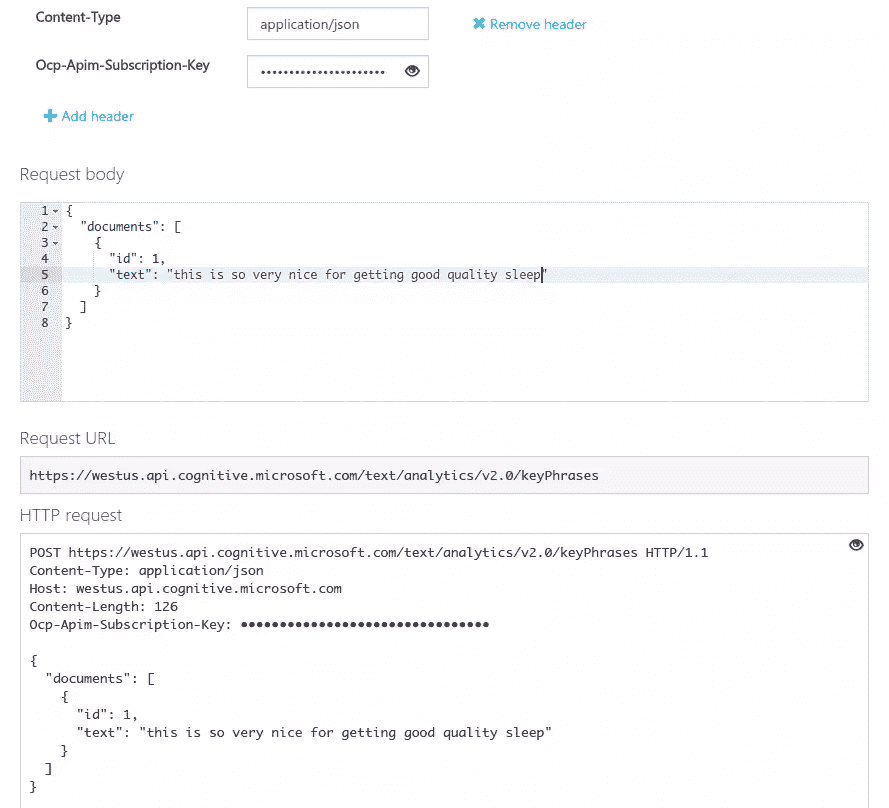 Content-Type application/json ✖ Remove header
Ocp-Apim-Subscription-Key ••••••••••••••••••••••
✚ Add header
Request body
1 {
2 "documents": [
3 {
4 "id": 1,
5 "text": "this is so very nice for getting good quality sleep"
6 }
7 ]
8 }
Request URL
https://westus.api.cognitive.microsoft.com/text/analytics/v2.0/keyPhrases
HTTP request
POST https://westus.api.cognitive.microsoft.com/text/analytics/v2.0/keyPhrases HTTP/1.1
Content-Type: application/json
Host: westus.api.cognitive.microsoft.com
Content-Length: 126
Ocp-Apim-Subscription-Key: ••••••••••••••••••••••••••••••••
{
"documents": [
{
"id": 1,
"text": "this is so very nice for getting good quality sleep"
}
]
}